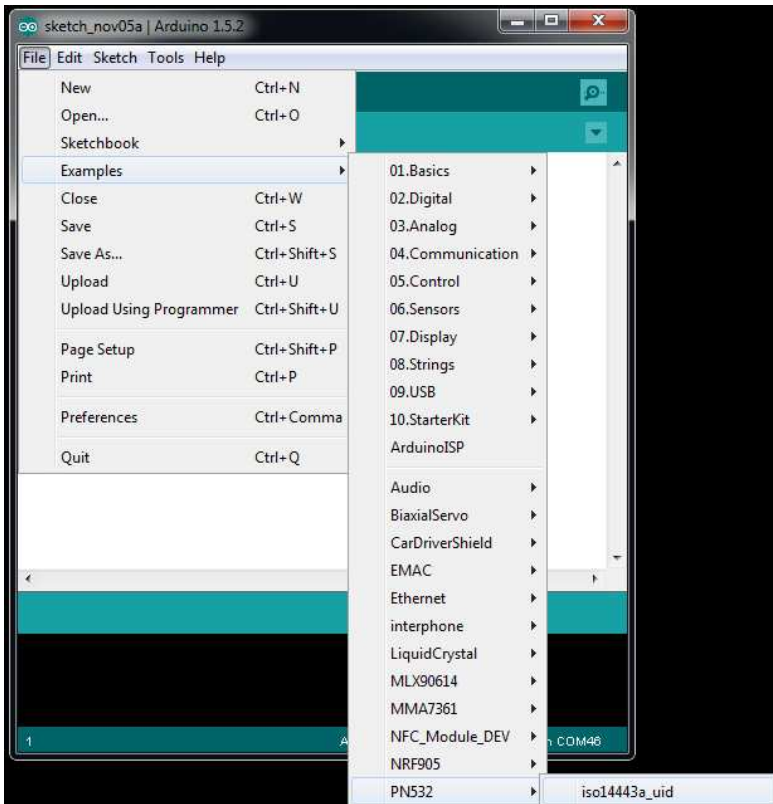 sketch_nov05a | Arduino 1.5.2
File Edit Sketch Tools Help
New Ctrl+N
Open... Ctrl+O
Sketchbook
Examples
Close Ctrl+W
Save Ctrl+S
Save As... Ctrl+Shift+S
Upload Ctrl+U
Upload Using Programmer Ctrl+Shift+U
Page Setup Ctrl+Shift+P
Print Ctrl+P
Preferences Ctrl+Comma
Quit Ctrl+Q
01.Basics
02.Digital
03.Analog
04.Communication
05.Control
06.Sensors
07.Display
08.Strings
09.USB
10.StarterKit
ArduinoISP
Audio
BiaxialServo
CarDriverShield
EMAC
Ethernet
interphone
LiquidCrystal
MLX90614
MMA7361
NFC_Module_DEV
NRF905
PN532
iso14443a_uid
1 COM46